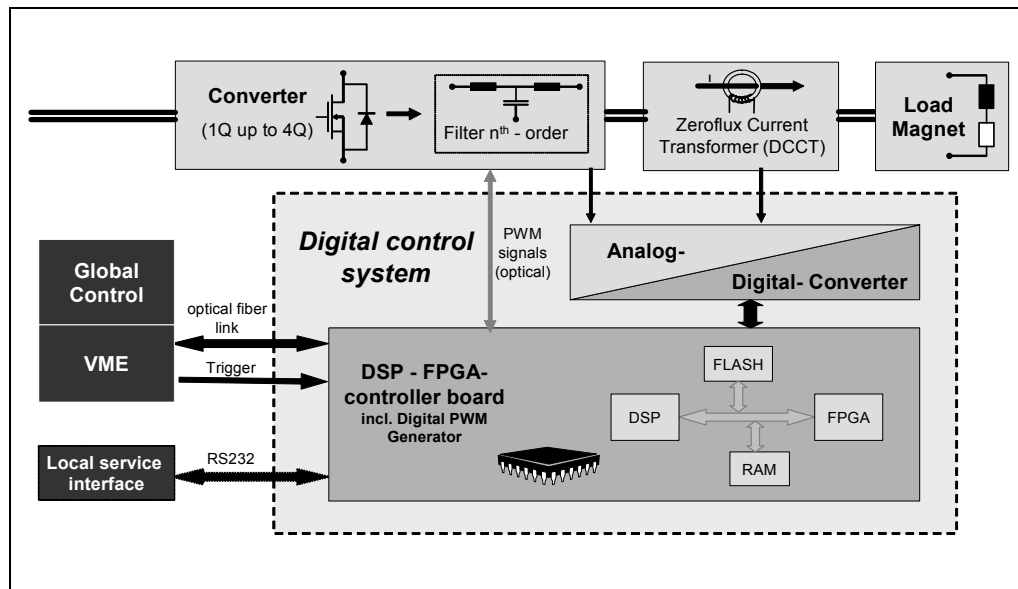 Converter
(1Q up to 4Q)
Filter nth - order
I
Zeroflux Current
Transformer (DCCT)
Load
Magnet
Digital control
system
PWM
signals
(optical)
Analog-
Digital- Converter
Global
Control
VME
optical fiber
link
Trigger
DSP - FPGA-
controller board
incl. Digital PWM
Generator
FLASH
DSP
FPGA
RAM
Local service
interface
RS232